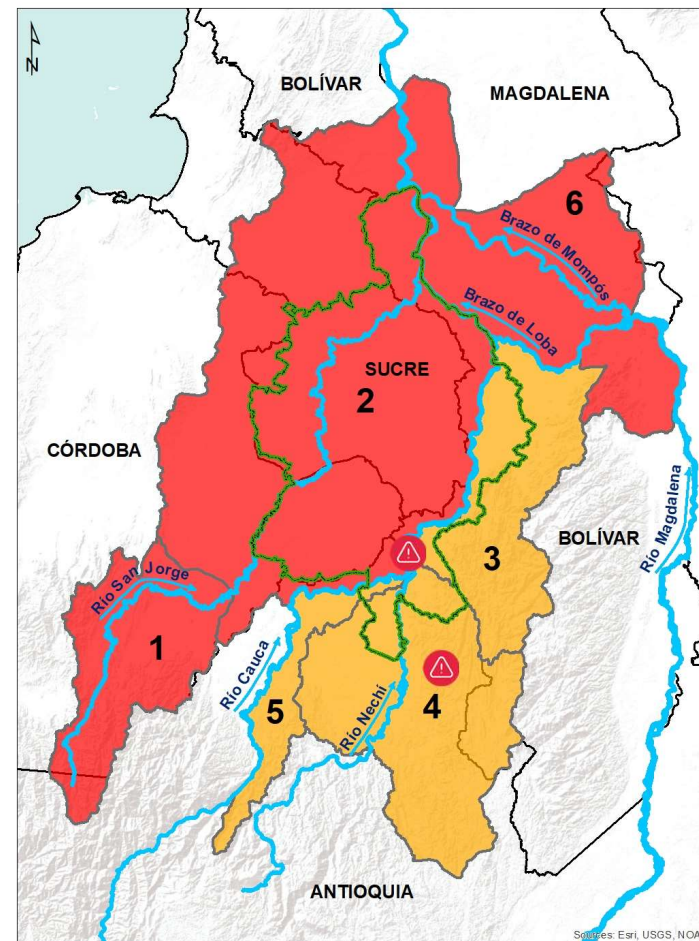 N
BOLÍVAR
MAGDALENA
6
Brazo de Mompós
Brazo de Loba
SUCRE
2
CÓRDOBA
BOLÍVAR
Río Magdalena
3
Río San Jorge
1
Río Cauca
5
Río Nechí
4
ANTIOQUIA
Sources: Esri, USGS, NOA